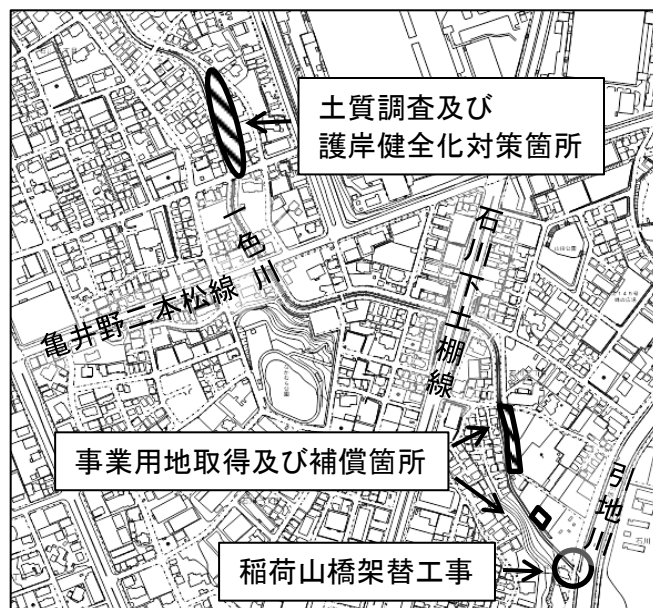 土質調査及び
護岸健全化対策箇所
一色川
石川下土棚線
亀井野二本松線
事業用地取得及び補償箇所
引地川
稲荷山橋架替工事